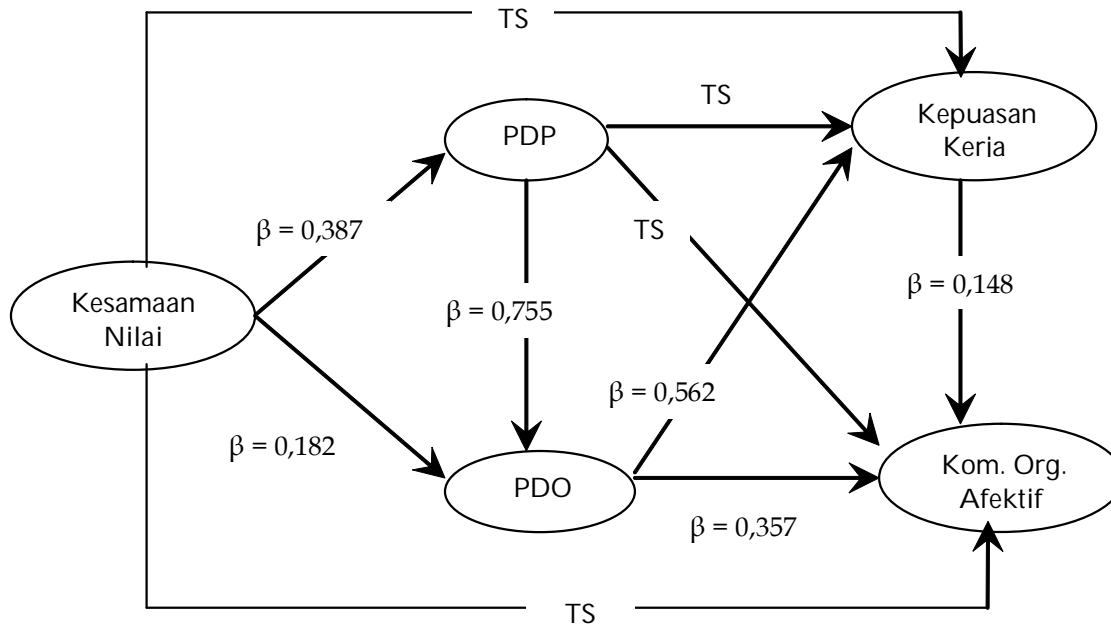 TS
Kepuasan
Kerja
TS
PDP
TS
β = 0,387
β = 0,148
Kesamaan
Nilai
β = 0,755
β = 0,562
β = 0,182
Kom. Org.
Afektif
PDO
β = 0,357
TS